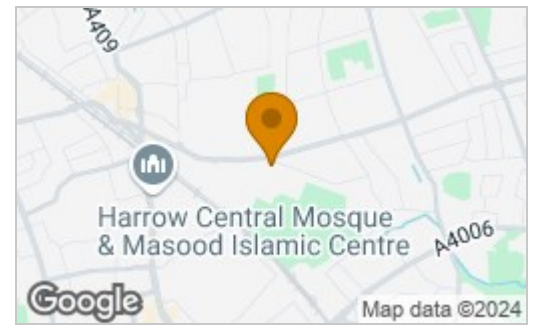 A409
Harrow Central Mosque
& Masood Islamic Centre
A4006
Google
Map data ©2024